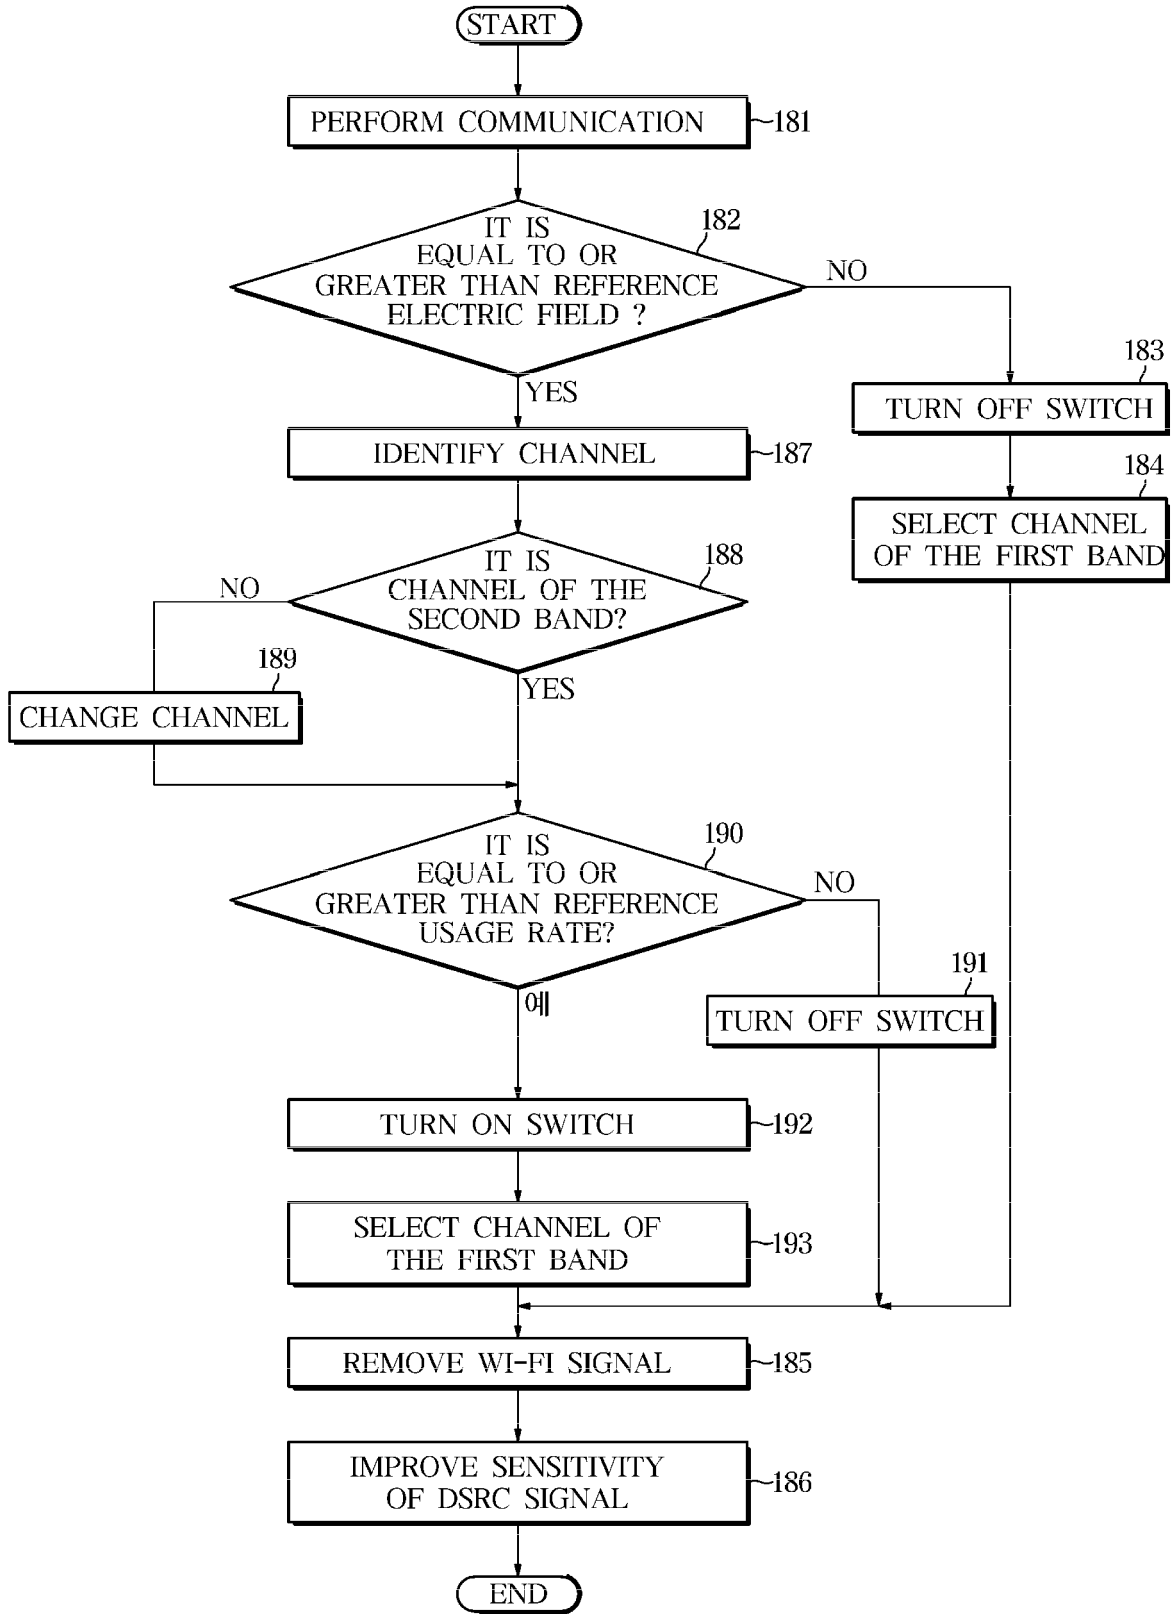 START
PERFORM COMMUNICATION
181
IT IS
EQUAL TO OR
GREATER THAN REFERENCE
ELECTRIC FIELD ?
182
NO
YES
183
TURN OFF SWITCH
IDENTIFY CHANNEL
187
184
SELECT CHANNEL
OF THE FIRST BAND
IT IS
CHANNEL OF THE
SECOND BAND?
188
NO
YES
189
CHANGE CHANNEL
IT IS
EQUAL TO OR
GREATER THAN REFERENCE
USAGE RATE?
190
NO
예
191
TURN OFF SWITCH
TURN ON SWITCH
192
SELECT CHANNEL OF
THE FIRST BAND
193
REMOVE WI-FI SIGNAL
185
IMPROVE SENSITIVITY
OF DSRC SIGNAL
186
END